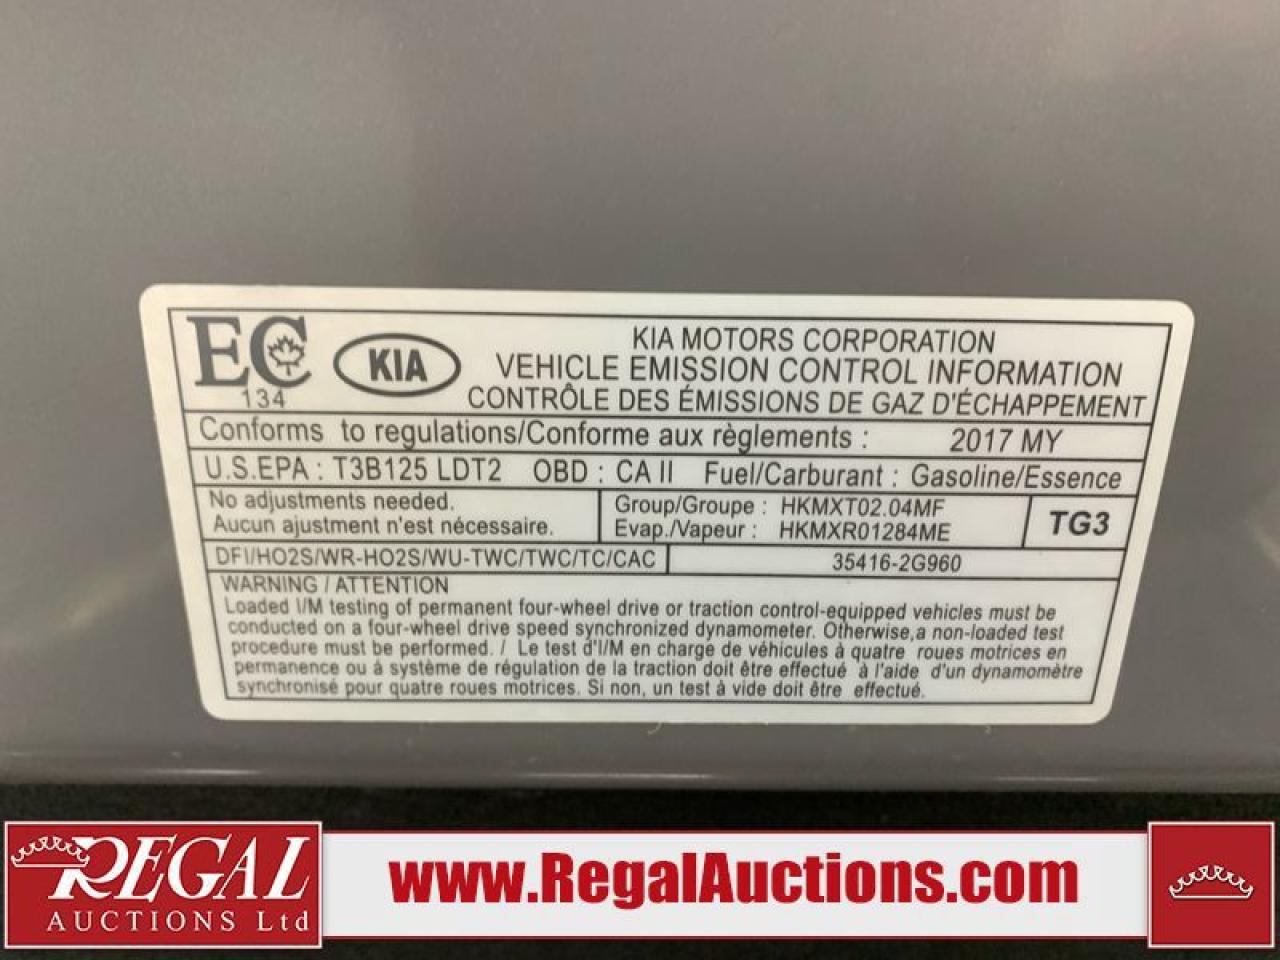 EC
134
KIA
KIA MOTORS CORPORATION
VEHICLE EMISSION CONTROL INFORMATION
CONTRÔLE DES ÉMISSIONS DE GAZ D'ÉCHAPPEMENT
Conforms to regulations/Conforme aux règlements : 2017 MY
U.S.EPA : T3B125 LDT2 OBD : CA II Fuel/Carburant : Gasoline/Essence
No adjustments needed.
Aucun ajustment n'est nécessaire.
Group/Groupe : HKMXT02.04MF
Evap./Vapeur : HKMXR01284ME
TG3
DFI/HO2S/WR-HO2S/WU-TWC/TWC/TC/CAC
35416-2G960
WARNING / ATTENTION
Loaded I/M testing of permanent four-wheel drive or traction control-equipped vehicles must be
conducted on a four-wheel drive speed synchronized dynamometer. Otherwise,a non-loaded test
procedure must be performed. / Le test d'I/M en charge de véhicules à quatre roues motrices en
permanence ou á système de régulation de la traction doit être effectué à l'aide d'un dynamomètre
synchronisé pour quatre roues motrices. Si non, un test à vide doit être effectué.
REGAL
AUCTIONS Ltd
www.RegalAuctions.com